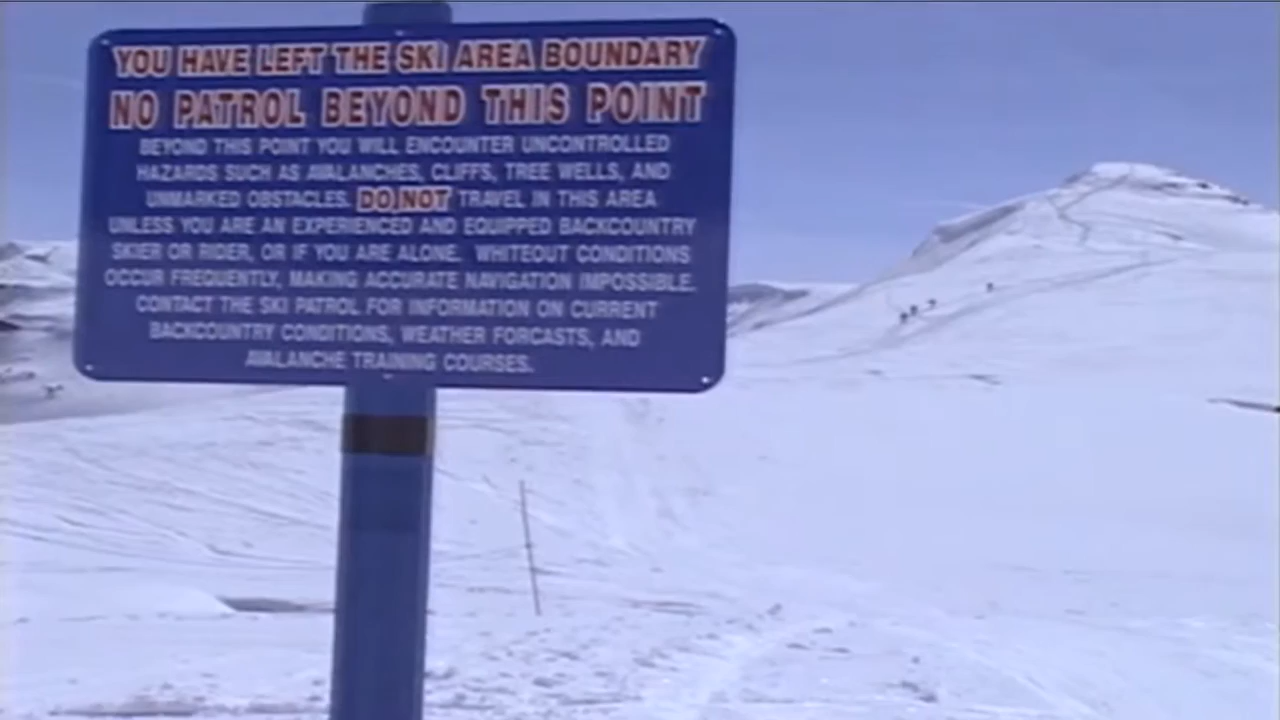 YOU HAVE LEFT THE SKI AREA BOUNDARY
NO PATROL BEYOND THIS POINT
BEYOND THIS POINT YOU WILL ENCOUNTER UNCONTROLLED
HAZARDS SUCH AS AVALANCHES, CLIFFS, TREE WELLS, AND
UNMARKED OBSTACLES. DO NOT TRAVEL IN THIS AREA
UNLESS YOU ARE AN EXPERIENCED AND EQUIPPED BACKCOUNTRY
SKIER OR RIDER, OR IF YOU ARE ALONE. WHITEOUT CONDITIONS
OCCUR FREQUENTLY, MAKING ACCURATE NAVIGATION IMPOSSIBLE.
CONTACT THE SKI PATROL FOR INFORMATION ON CURRENT
BACKCOUNTRY CONDITIONS, WEATHER FORCASTS, AND
AVALANCHE TRAINING COURSES.